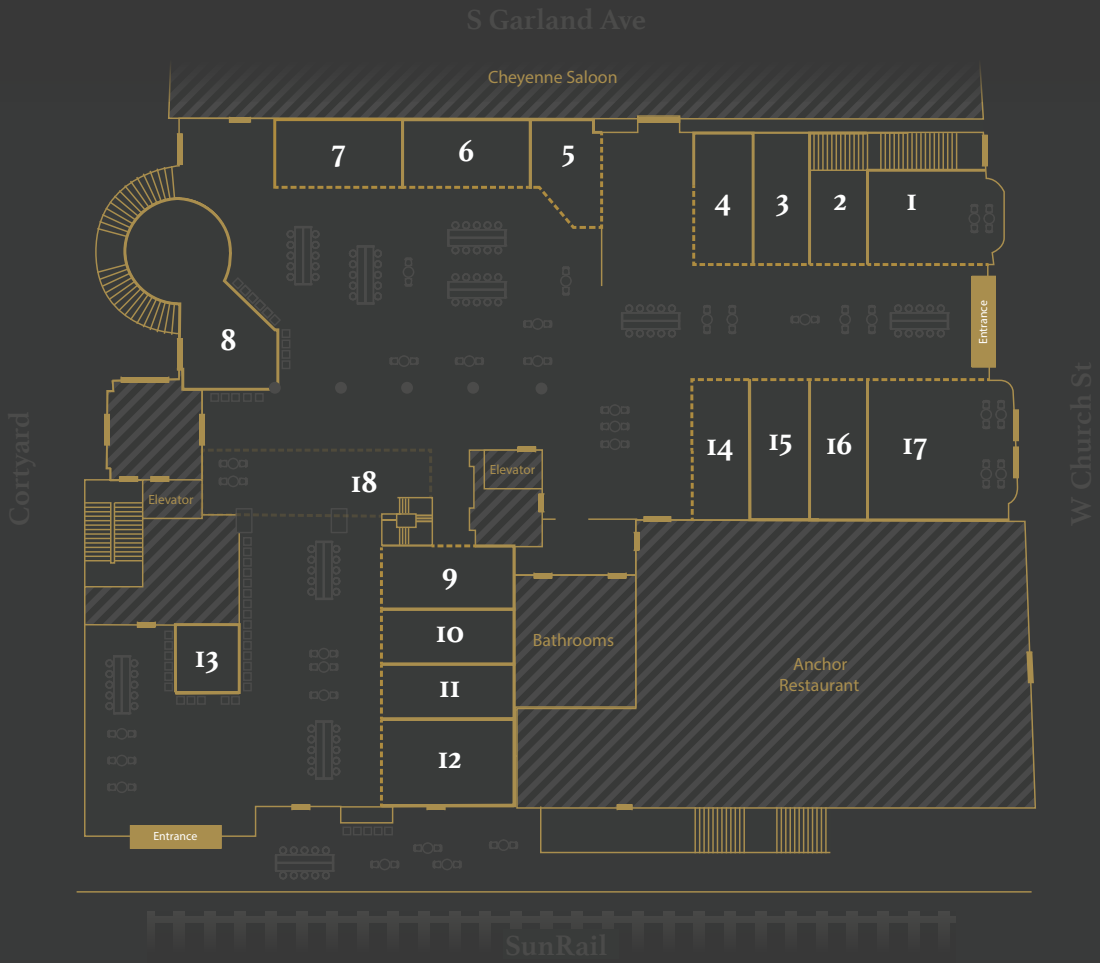 S Garland Ave
Cheyenne Saloon
7
6
5
4
3
2
1
8
Entrance
Cortyard
W Church St
14
15
16
17
18
Elevator
Elevator
9
10
11
12
13
Bathrooms
Anchor
Restaurant
Entrance
SunRail